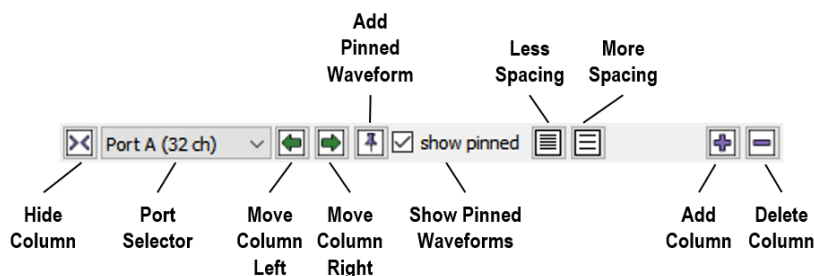 Add
Pinned
Waveform
Less
Spacing
More
Spacing
Port A (32 ch)
show pinned
Hide
Column
Port
Selector
Move
Column
Left
Move
Column
Right
Show Pinned
Waveforms
Add
Column
Delete
Column